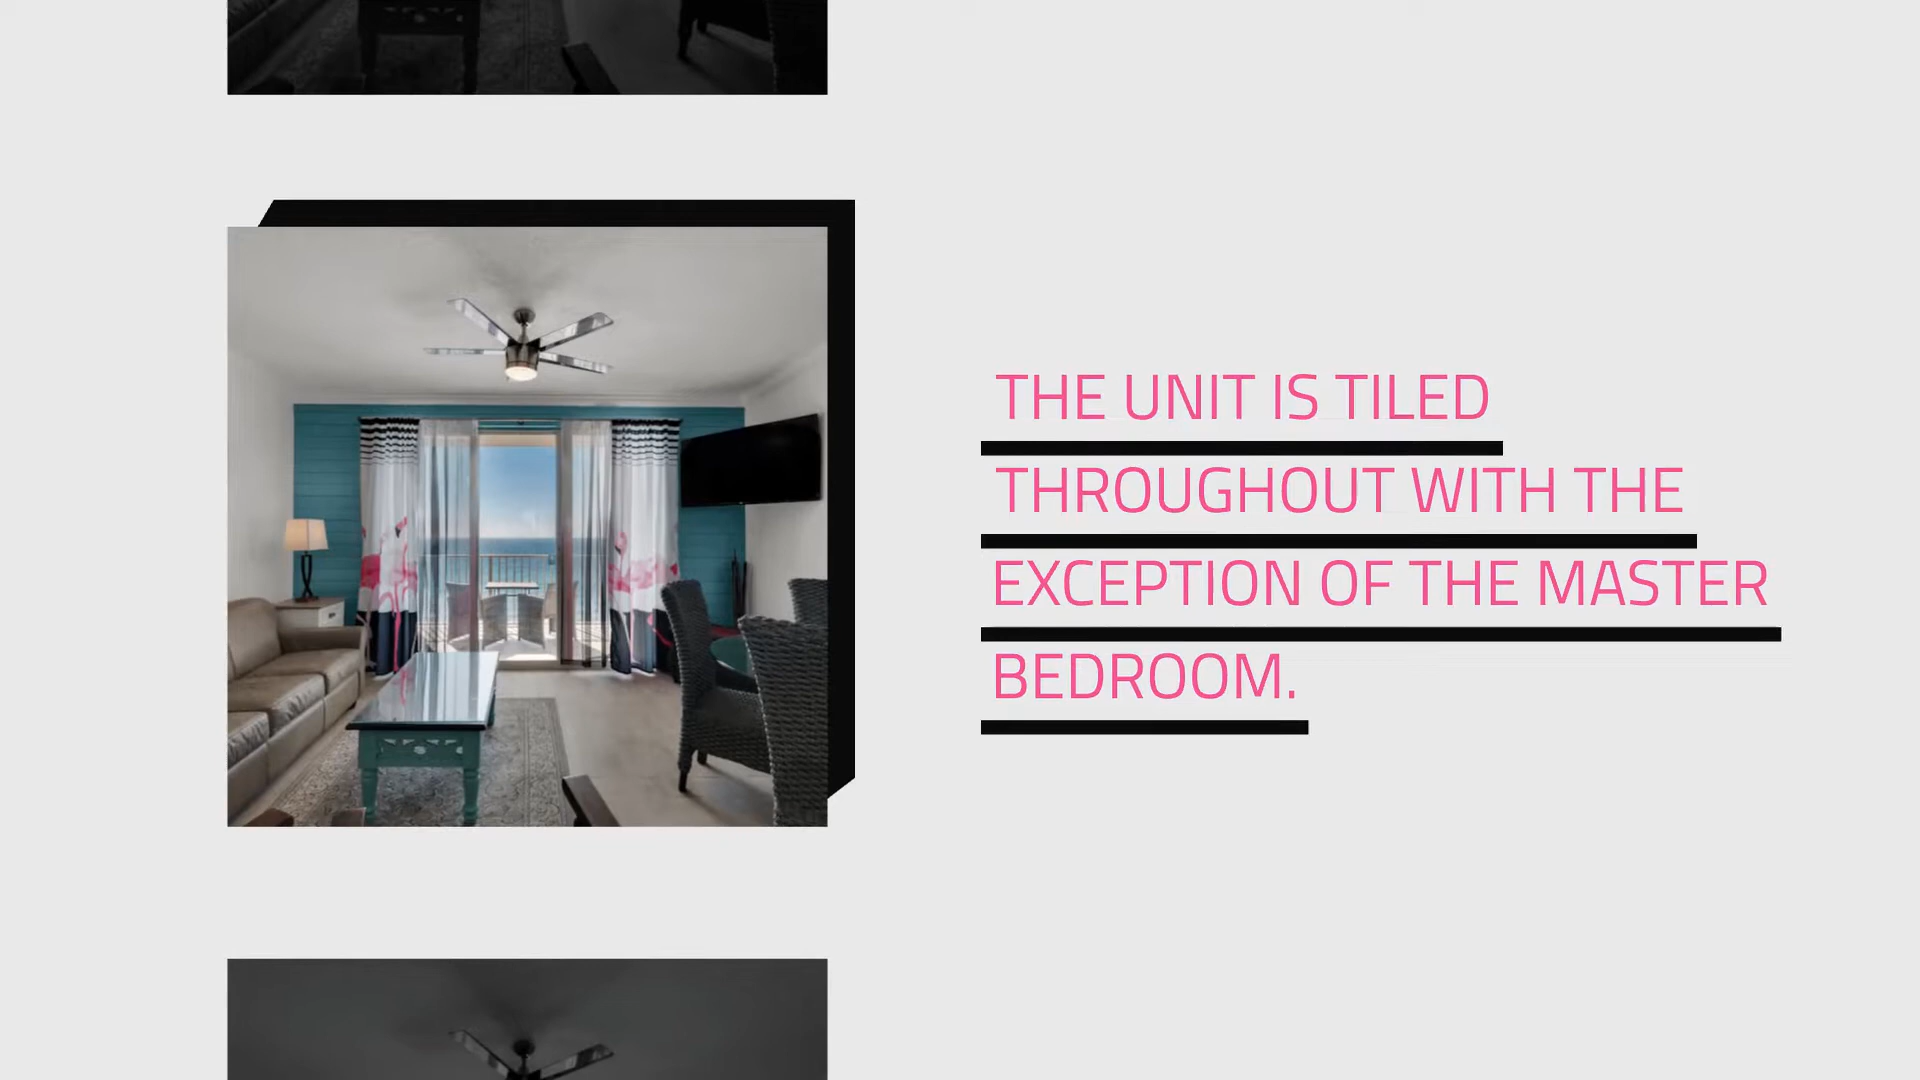 THE UNIT IS TILED
THROUGHOUT WITH THE
EXCEPTION OF THE MASTER
BEDROOM.